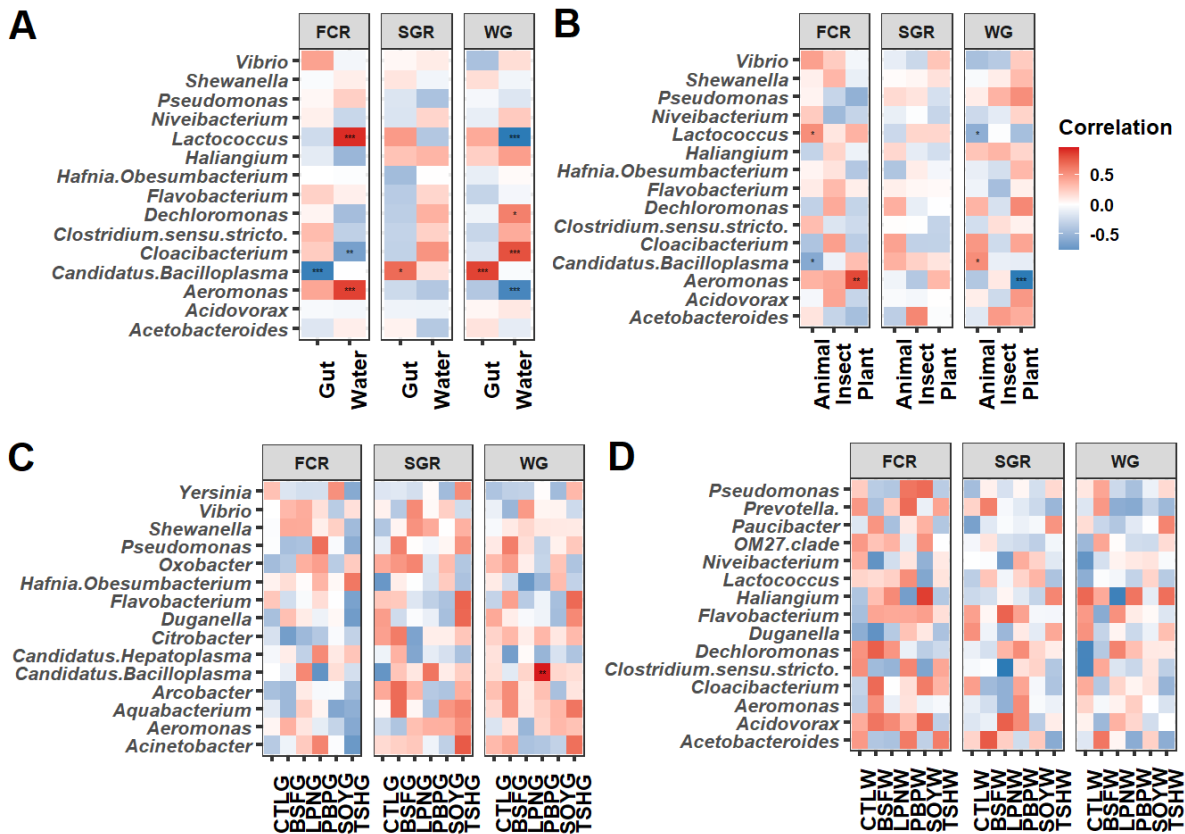 A
FCR
SGR
WG
Vibrio
Shewanella
Pseudomonas
Niveibacterium
Lactococcus
***
***
Haliangium
Hafnia.Obesumbacterium
Flavobacterium
Dechloromonas
*
Clostridium.sensu.stricto.
Cloacibacterium
**
***
Candidatus.Bacilloplasma
***
*
***
Aeromonas
***
***
Acidovorax
Acetobacteroides
Gut
Water
Gut
Water
Gut
Water
B
FCR
SGR
WG
Vibrio
Shewanella
Pseudomonas
Niveibacterium
Lactococcus
*
*
Haliangium
Hafnia.Obesumbacterium
Flavobacterium
Dechloromonas
Clostridium.sensu.stricto.
Cloacibacterium
Candidatus.Bacilloplasma
*
*
Aeromonas
**
***
Acidovorax
Acetobacteroides
Animal
Insect
Plant
Animal
Insect
Plant
Animal
Insect
Plant
Correlation
0.5
0.0
-0.5
C
FCR
SGR
WG
Yersinia
Vibrio
Shewanella
Pseudomonas
Oxobacter
Hafnia.Obesumbacterium
Flavobacterium
Duganella
Citrobacter
Candidatus.Hepatoplasma
Candidatus.Bacilloplasma
**
Arcobacter
Aquabacterium
Aeromonas
Acinetobacter
CTLG
BSFG
LPNG
PBPG
SOYG
TSHG
CTLG
BSFG
LPNG
PBPG
SOYG
TSHG
CTLG
BSFG
LPNG
PBPG
SOYG
TSHG
D
FCR
SGR
WG
Pseudomonas
Prevotella.
Paucibacter
OM27.clade
Niveibacterium
Lactococcus
Haliangium
Flavobacterium
Duganella
Dechloromonas
Clostridium.sensu.stricto.
Cloacibacterium
Aeromonas
Acidovorax
Acetobacteroides
CTLW
BSFW
LPNW
PBPW
SOYW
TSHW
CTLW
BSFW
LPNW
PBPW
SOYW
TSHW
CTLW
BSFW
LPNW
PBPW
SOYW
TSHW